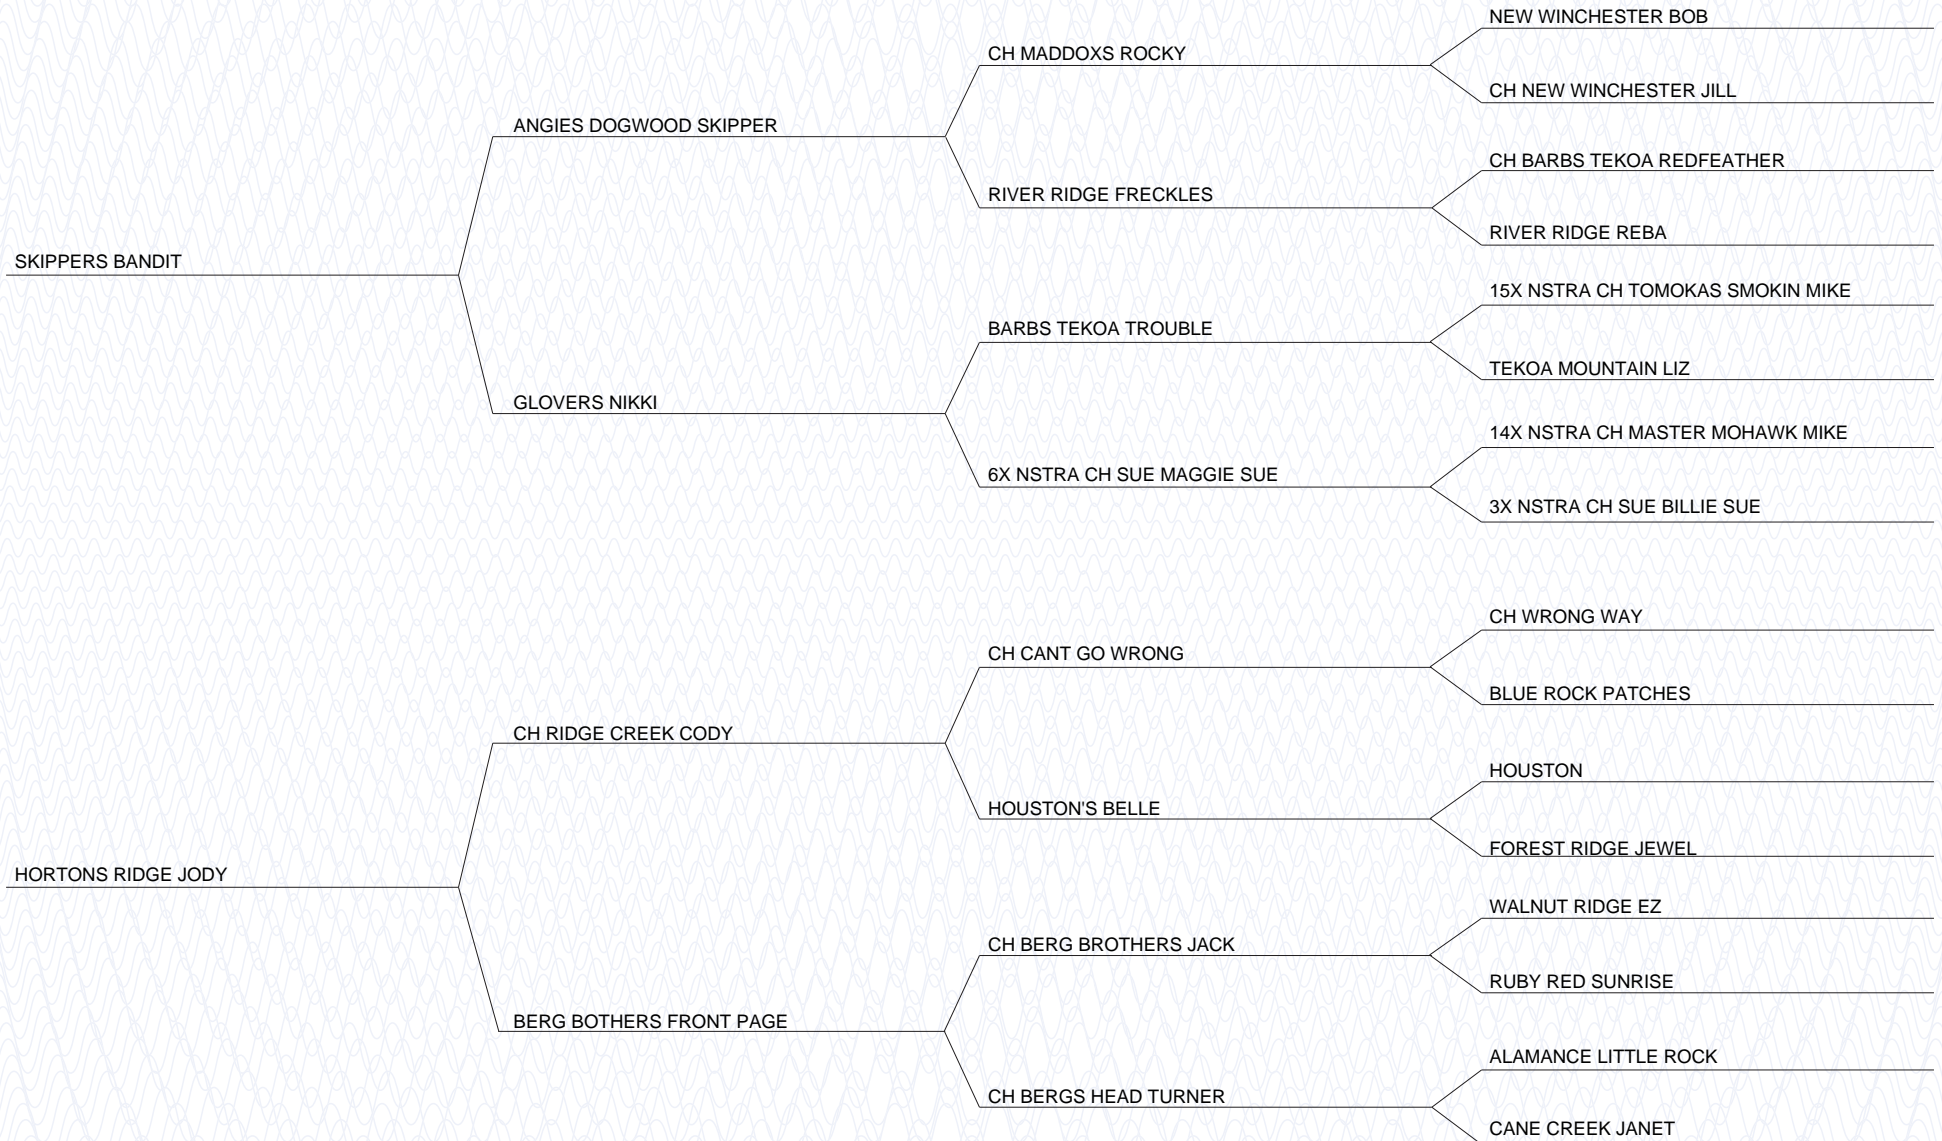 NEW WINCHESTER BOB
CH MADDOXS ROCKY
CH NEW WINCHESTER JILL
ANGIES DOGWOOD SKIPPER
CH BARBS TEKOA REDFEATHER
RIVER RIDGE FRECKLES
RIVER RIDGE REBA
SKIPPERS BANDIT
15X NSTRA CH TOMOKAS SMOKIN MIKE
BARBS TEKOA TROUBLE
TEKOA MOUNTAIN LIZ
GLOVERS NIKKI
14X NSTRA CH MASTER MOHAWK MIKE
6X NSTRA CH SUE MAGGIE SUE
3X NSTRA CH SUE BILLIE SUE
CH WRONG WAY
CH CANT GO WRONG
BLUE ROCK PATCHES
CH RIDGE CREEK CODY
HOUSTON
HOUSTON'S BELLE
FOREST RIDGE JEWEL
HORTONS RIDGE JODY
WALNUT RIDGE EZ
CH BERG BROTHERS JACK
RUBY RED SUNRISE
BERG BOTHERS FRONT PAGE
ALAMANCE LITTLE ROCK
CH BERGS HEAD TURNER
CANE CREEK JANET